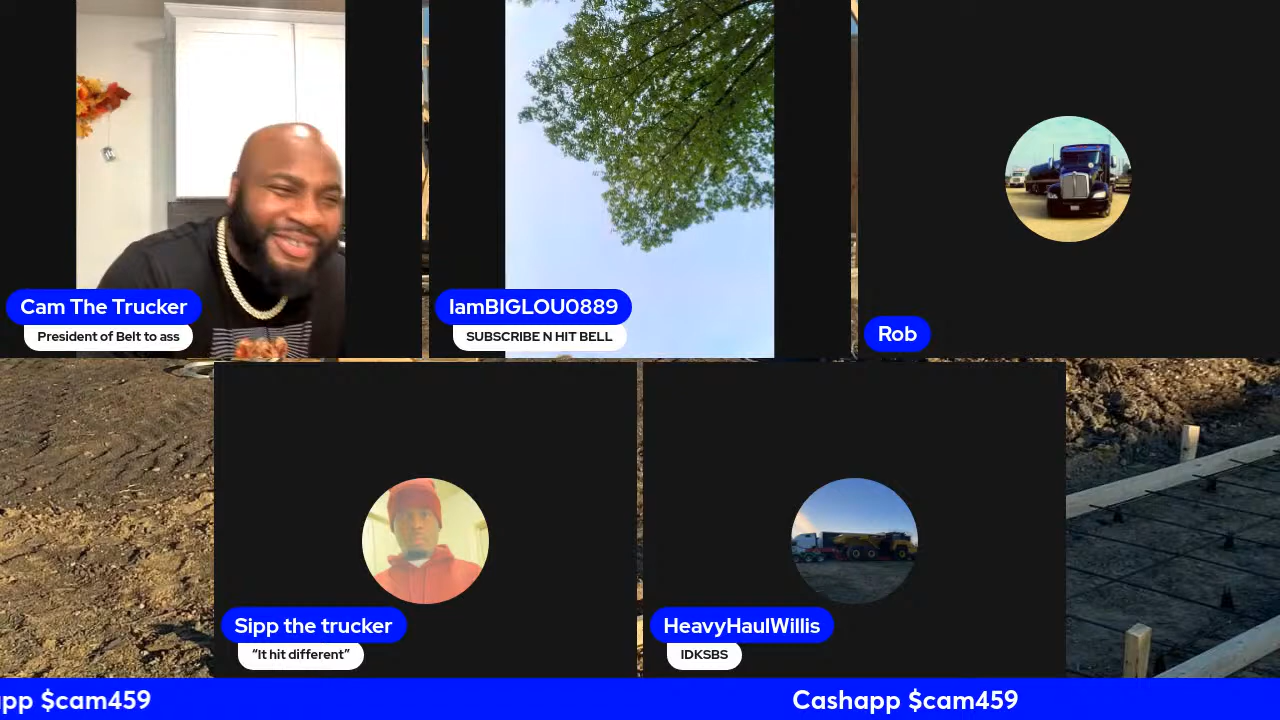 Cam The Trucker
President of Belt to ass
IamBIGLOU0889
SUBSCRIBE N HIT BELL
Rob
Sipp the trucker
“It hit different”
HeavyHaulWillis
IDKSBS
pp $cam459
Cashapp $cam459